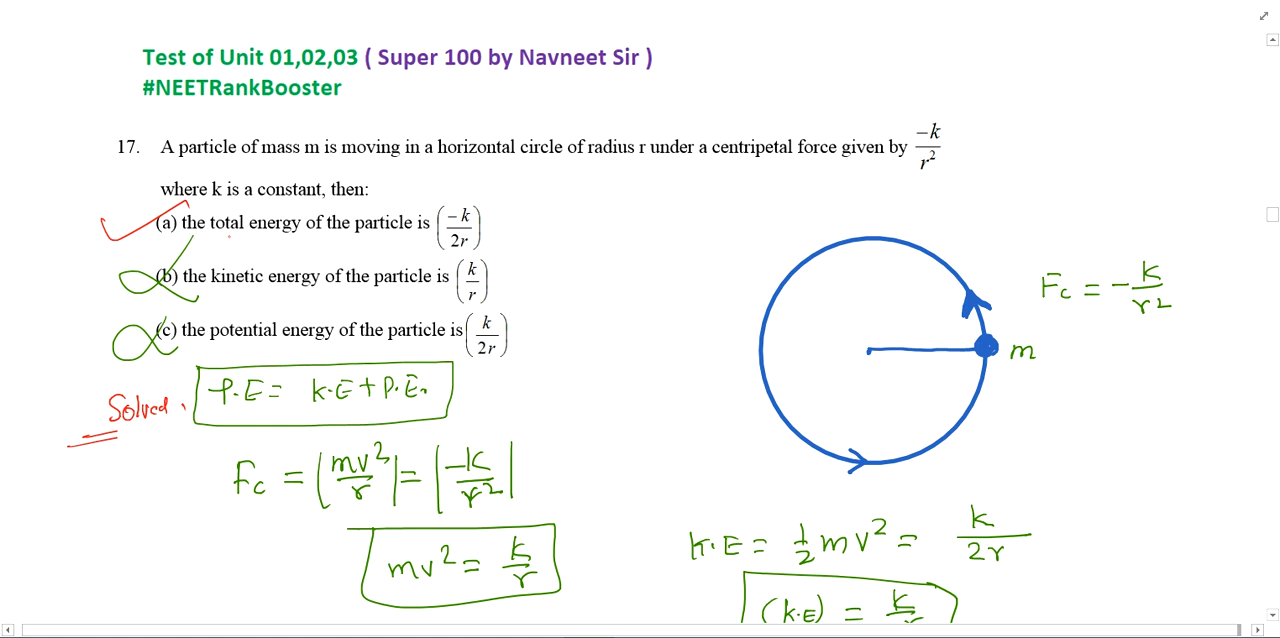 Test of Unit 01,02,03 ( Super 100 by Navneet Sir )
#NEETRankBooster
17. A particle of mass m is moving in a horizontal circle of radius r under a centripetal force given by -k/r²
where k is a constant, then:
(a) the total energy of the particle is (-k/2r)
(b) the kinetic energy of the particle is (k/r)
(c) the potential energy of the particle is (k/2r)
Fc = -k/r²
m
T.E = K.E + P.E.
Solved.
Fc = |mv²/r| = |-k/r²|
mv² = k/r
K.E = 1/2 mv² = k/2r
(K.E) = k/